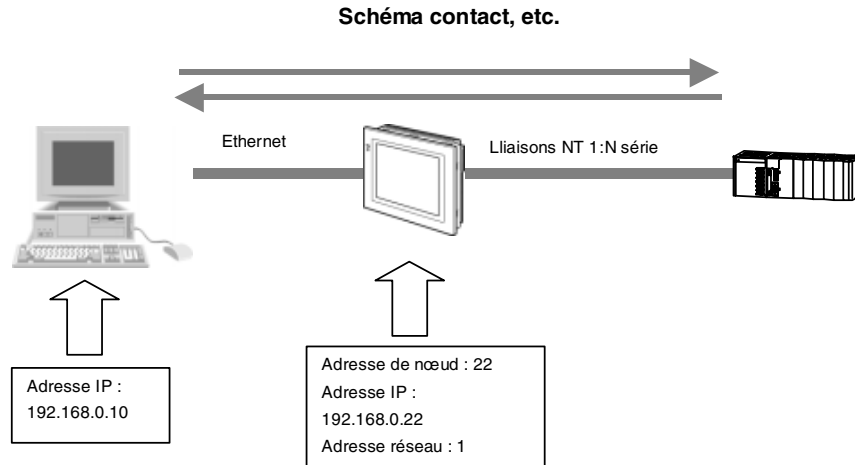 Schéma contact, etc.
Ethernet
Lliaisons NT 1:N série
Adresse IP :
192.168.0.10
Adresse de nœud : 22
Adresse IP :
192.168.0.22
Adresse réseau : 1